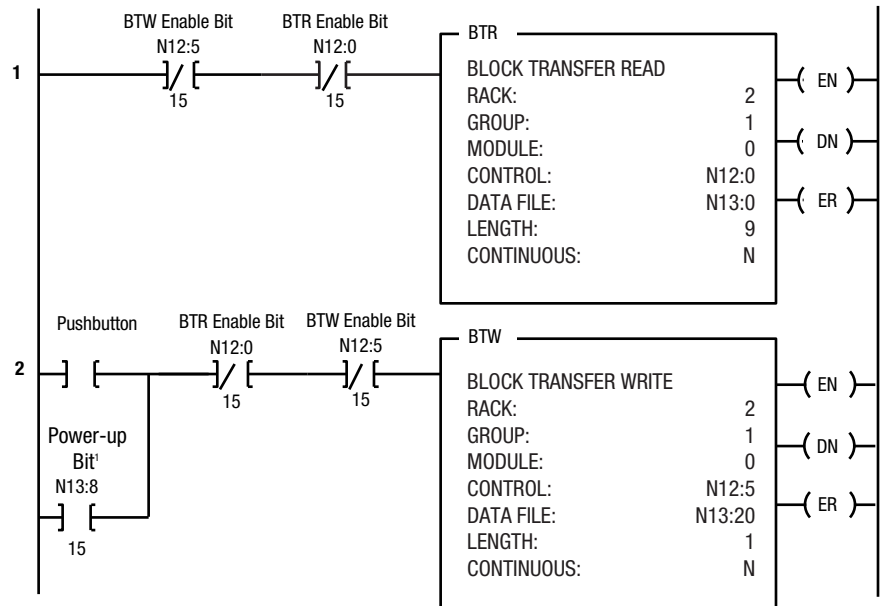 BTW Enable Bit BTR Enable Bit
N12:5 N12:0
15 15
1
BTR
BLOCK TRANSFER READ
RACK: 2
GROUP: 1
MODULE: 0
CONTROL: N12:0
DATA FILE: N13:0
LENGTH: 9
CONTINUOUS: N
EN
DN
ER
Pushbutton BTR Enable Bit BTW Enable Bit
N12:0 N12:5
15 15
2
Power-up
Bit¹
N13:8
15
BTW
BLOCK TRANSFER WRITE
RACK: 2
GROUP: 1
MODULE: 0
CONTROL: N12:5
DATA FILE: N13:20
LENGTH: 1
CONTINUOUS: N
EN
DN
ER